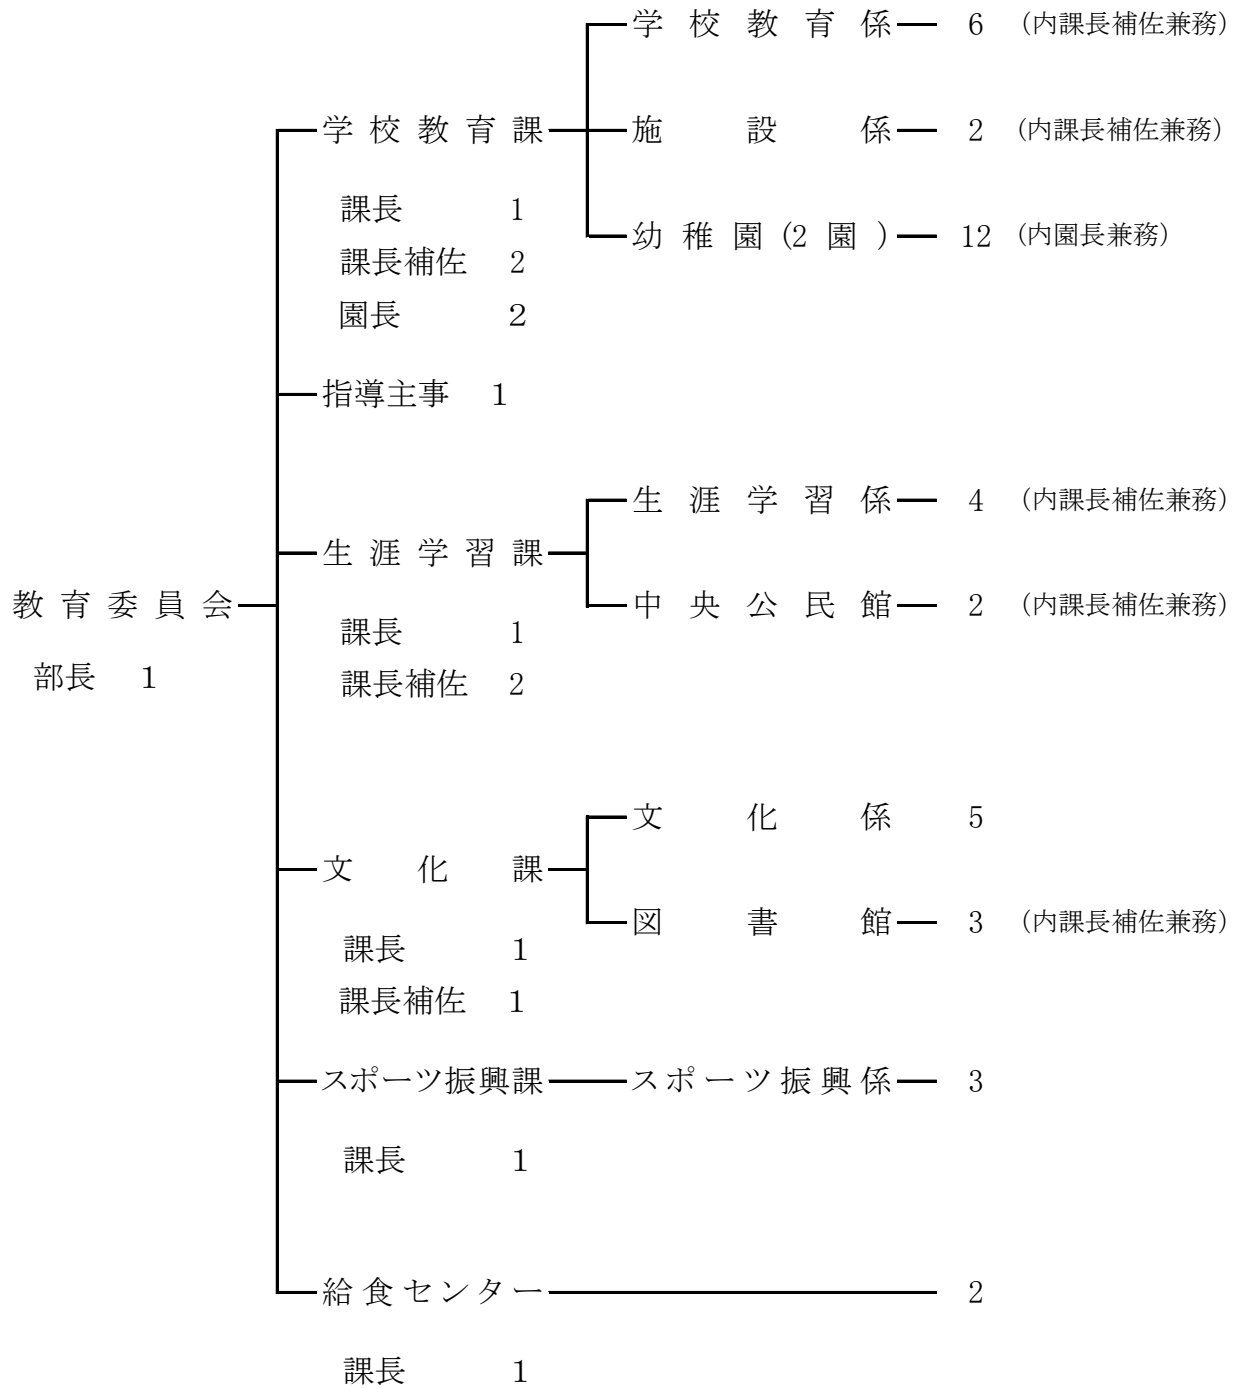 学校教育係 6 (内課長補佐兼務)
学校教育課 施設係 2 (内課長補佐兼務)
課長 1
幼稚園(2園) 12 (内園長兼務)
課長補佐 2
園長 2
指導主事 1
生涯学習係 4 (内課長補佐兼務)
生涯学習課
教育委員会 中央公民館 2 (内課長補佐兼務)
課長 1
部長 1
課長補佐 2
文化係 5
文化課
図書館 3 (内課長補佐兼務)
課長 1
課長補佐 1
スポーツ振興課 スポーツ振興係 3
課長 1
給食センター 2
課長 1